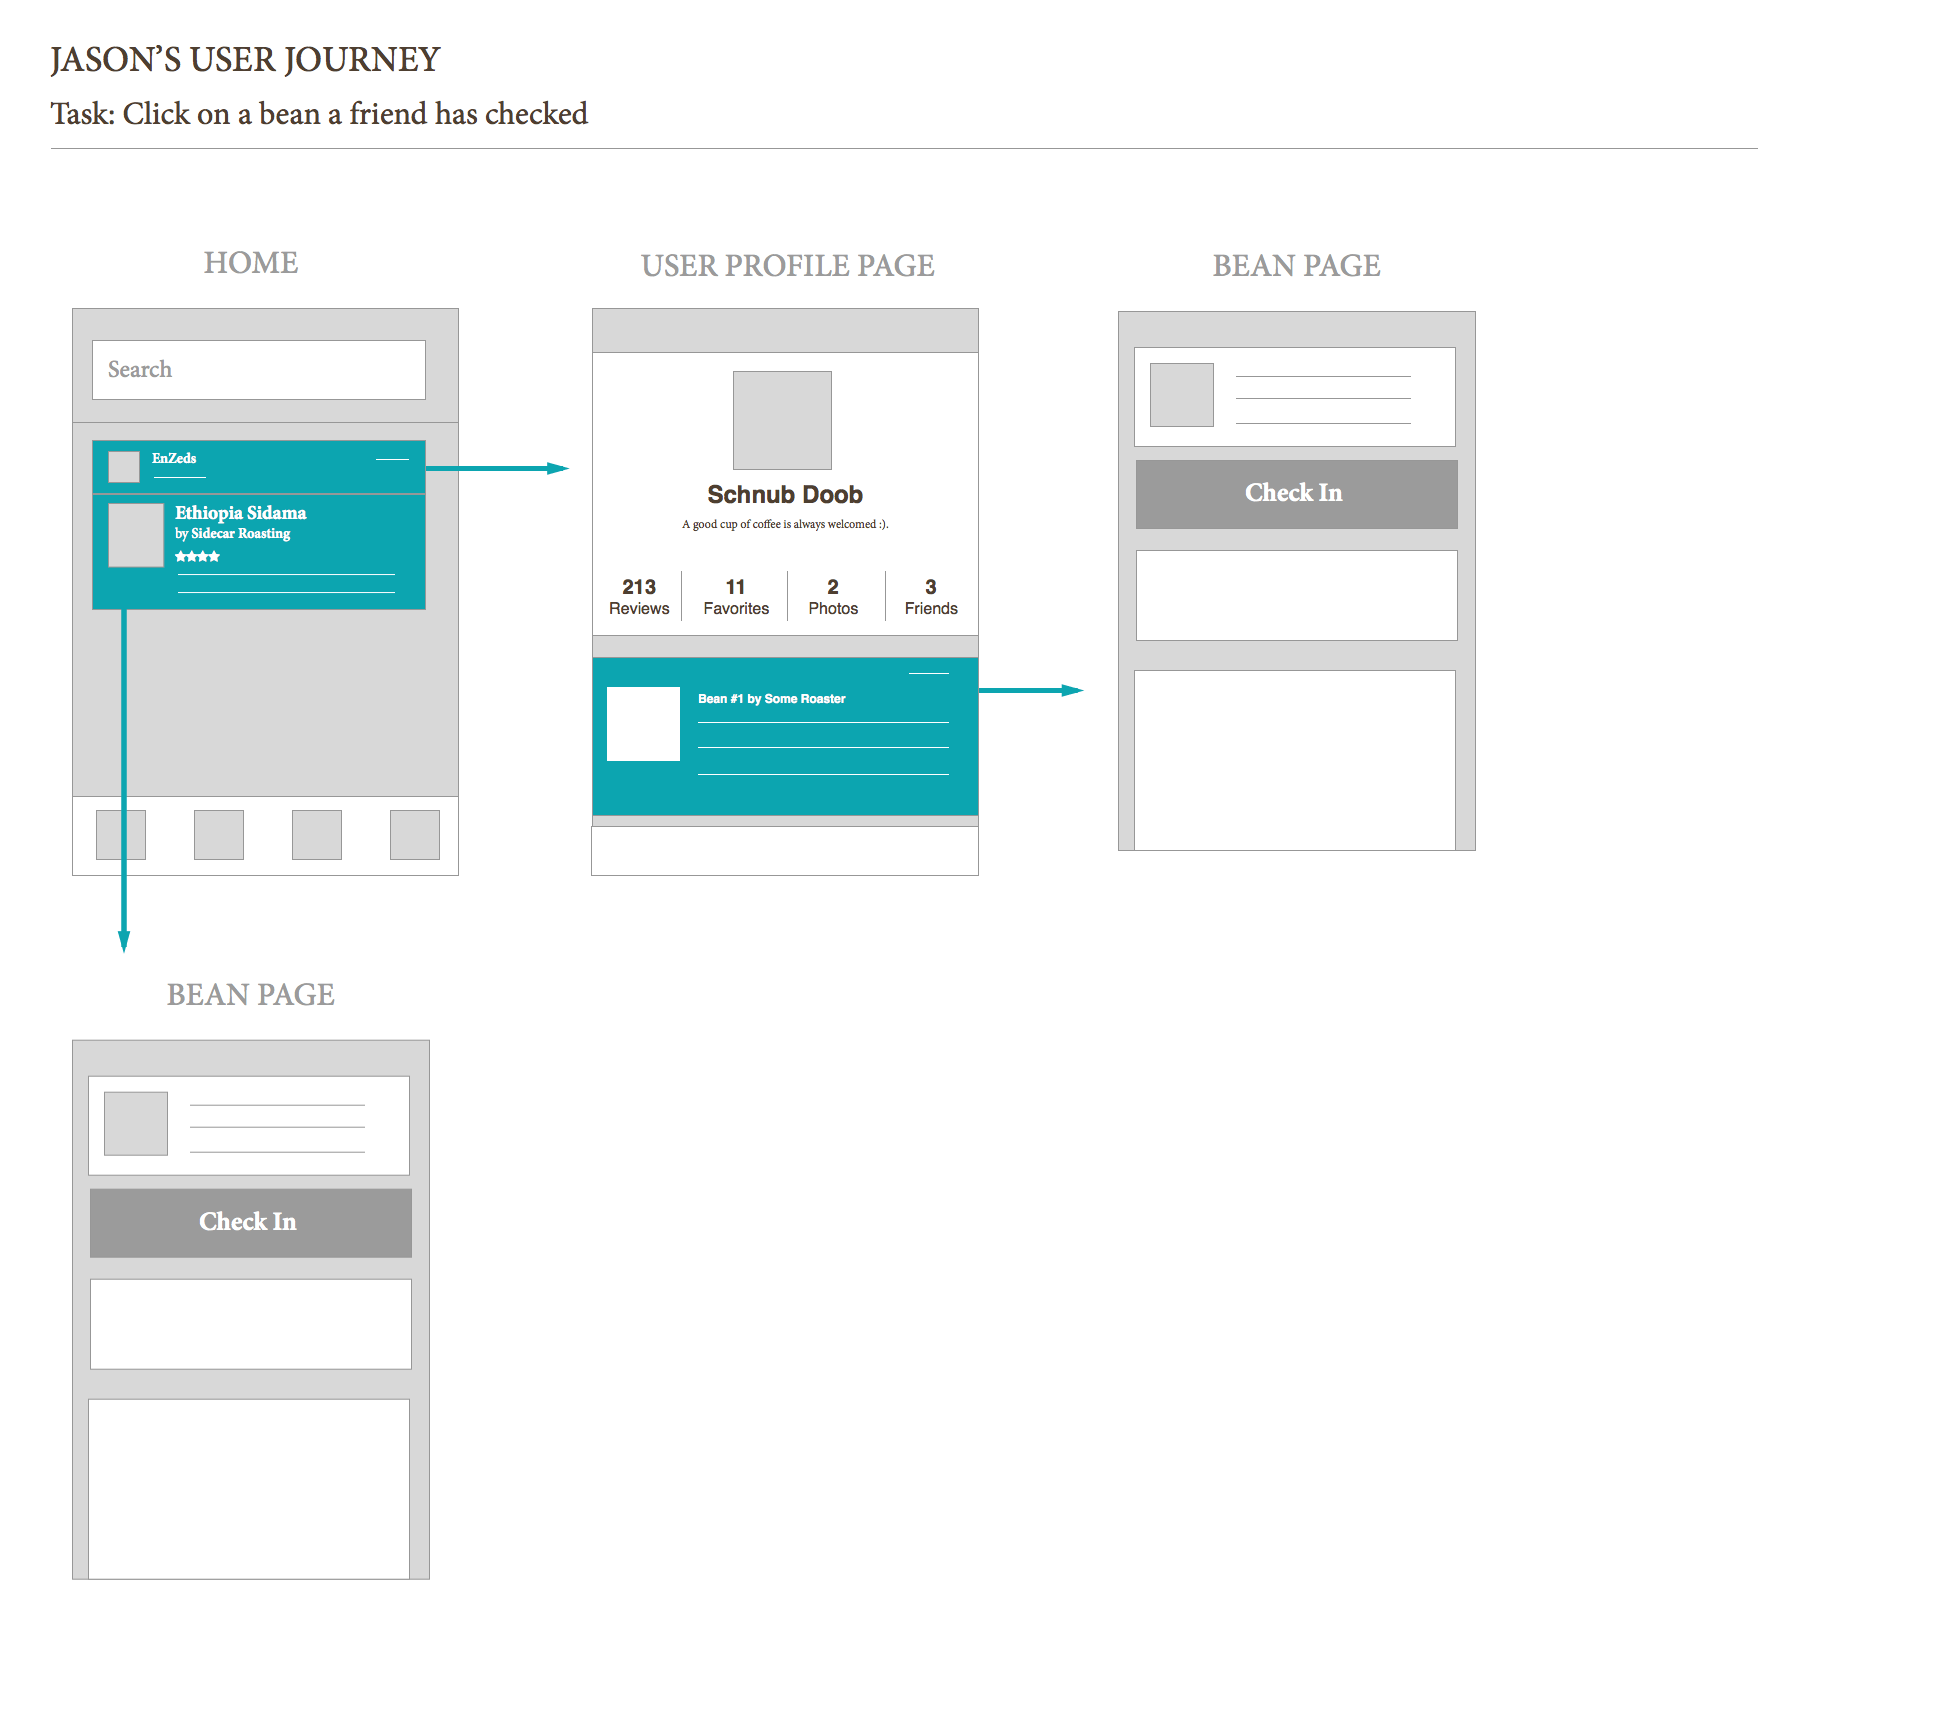 JASON’S USER JOURNEY
Task: Click on a bean a friend has checked
HOME
Search
EnZeds
Ethiopia Sidama
by Sidecar Roasting
USER PROFILE PAGE
Schnub Doob
A good cup of coffee is always welcomed :).
213 11 2 3
Reviews Favorites Photos Friends
Bean #1 by Some Roaster
BEAN PAGE
Check In
BEAN PAGE
Check In